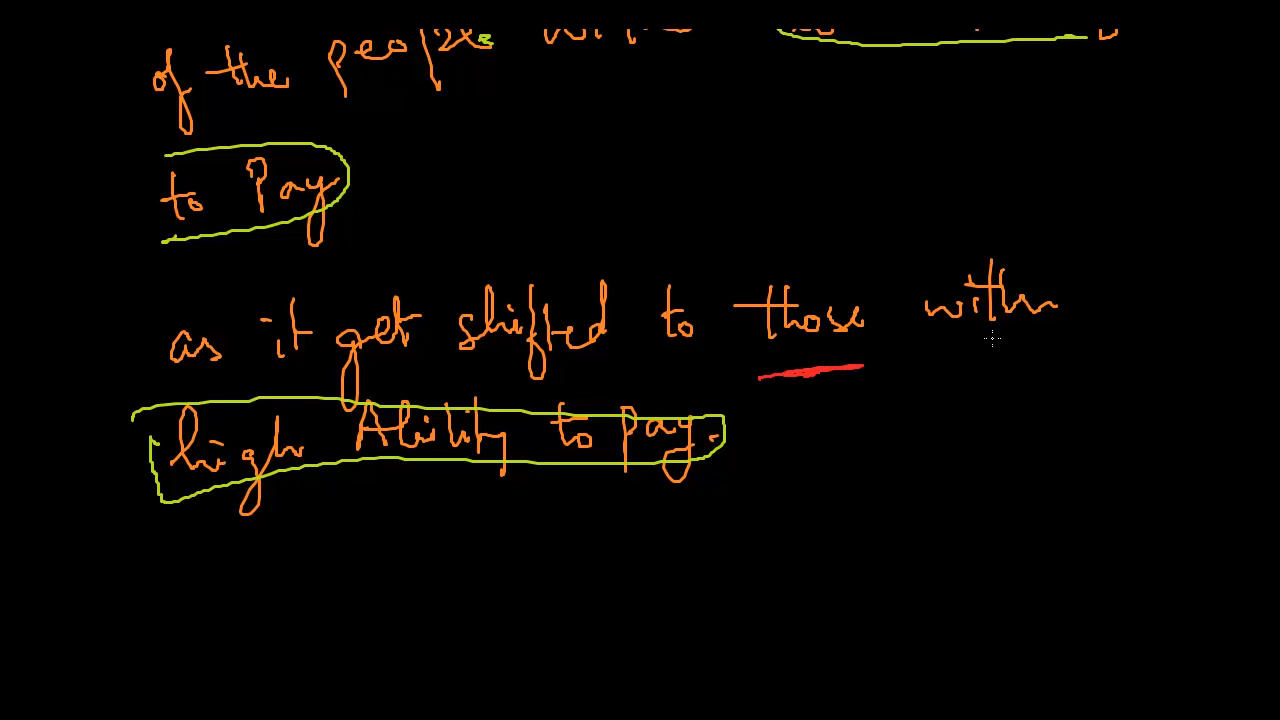 of the people
to Pay
as it get shifted to those with
high Ability to pay.